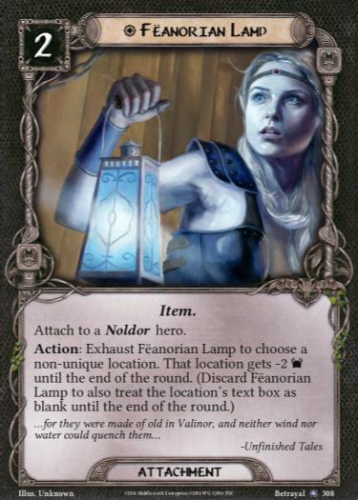 2
Fëanorian Lamp
Item.
Attach to a Noldor hero.
Action: Exhaust Fëanorian Lamp to choose a
non-unique location. That location gets -2
until the end of the round. (Discard Fëanorian
Lamp to also treat the location's text box as
blank until the end of the round.)
...for they were made of old in Valinor, and neither wind nor
water could quench them...
-Unfinished Tales
ATTACHMENT
Illus. Unknown
Betrayal 308